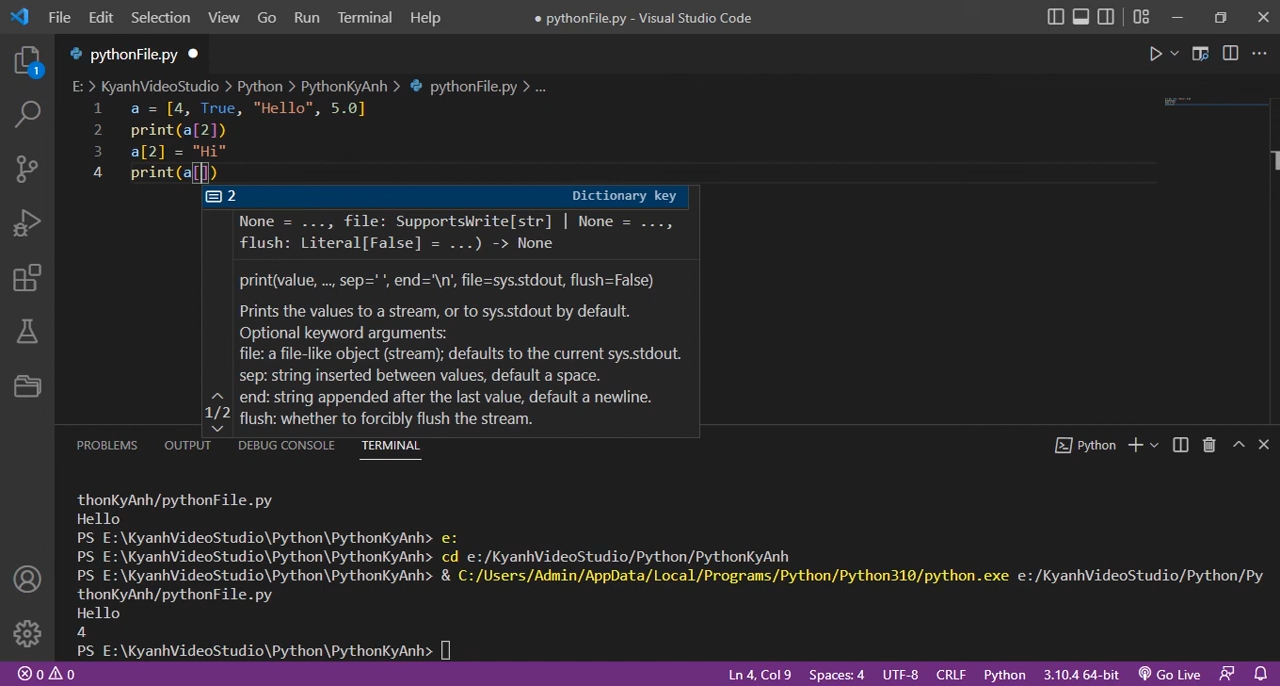 File Edit Selection View Go Run Terminal Help ● pythonFile.py - Visual Studio Code
1
pythonFile.py ●
E: > KyanhVideoStudio > Python > PythonKyAnh > pythonFile.py > ...
1 a = [4, True, "Hello", 5.0]
2 print(a[2])
3 a[2] = "Hi"
4 print(a[])
2 Dictionary key
None = ..., file: SupportsWrite[str] | None = ...,
flush: Literal[False] = ...) -> None
print(value, ..., sep=' ', end='\n', file=sys.stdout, flush=False)
Prints the values to a stream, or to sys.stdout by default.
Optional keyword arguments:
file: a file-like object (stream); defaults to the current sys.stdout.
sep: string inserted between values, default a space.
end: string appended after the last value, default a newline.
1/2
flush: whether to forcibly flush the stream.
PROBLEMS OUTPUT DEBUG CONSOLE TERMINAL Python
thonKyAnh/pythonFile.py
Hello
PS E:\KyanhVideoStudio\Python\PythonKyAnh> e:
PS E:\KyanhVideoStudio\Python\PythonKyAnh> cd e:/KyanhVideoStudio/Python/PythonKyAnh
PS E:\KyanhVideoStudio\Python\PythonKyAnh> & C:/Users/Admin/AppData/Local/Programs/Python/Python310/python.exe e:/KyanhVideoStudio/Python/Py
thonKyAnh/pythonFile.py
Hello
4
PS E:\KyanhVideoStudio\Python\PythonKyAnh>
0 0 Ln 4, Col 9 Spaces: 4 UTF-8 CRLF Python 3.10.4 64-bit Go Live